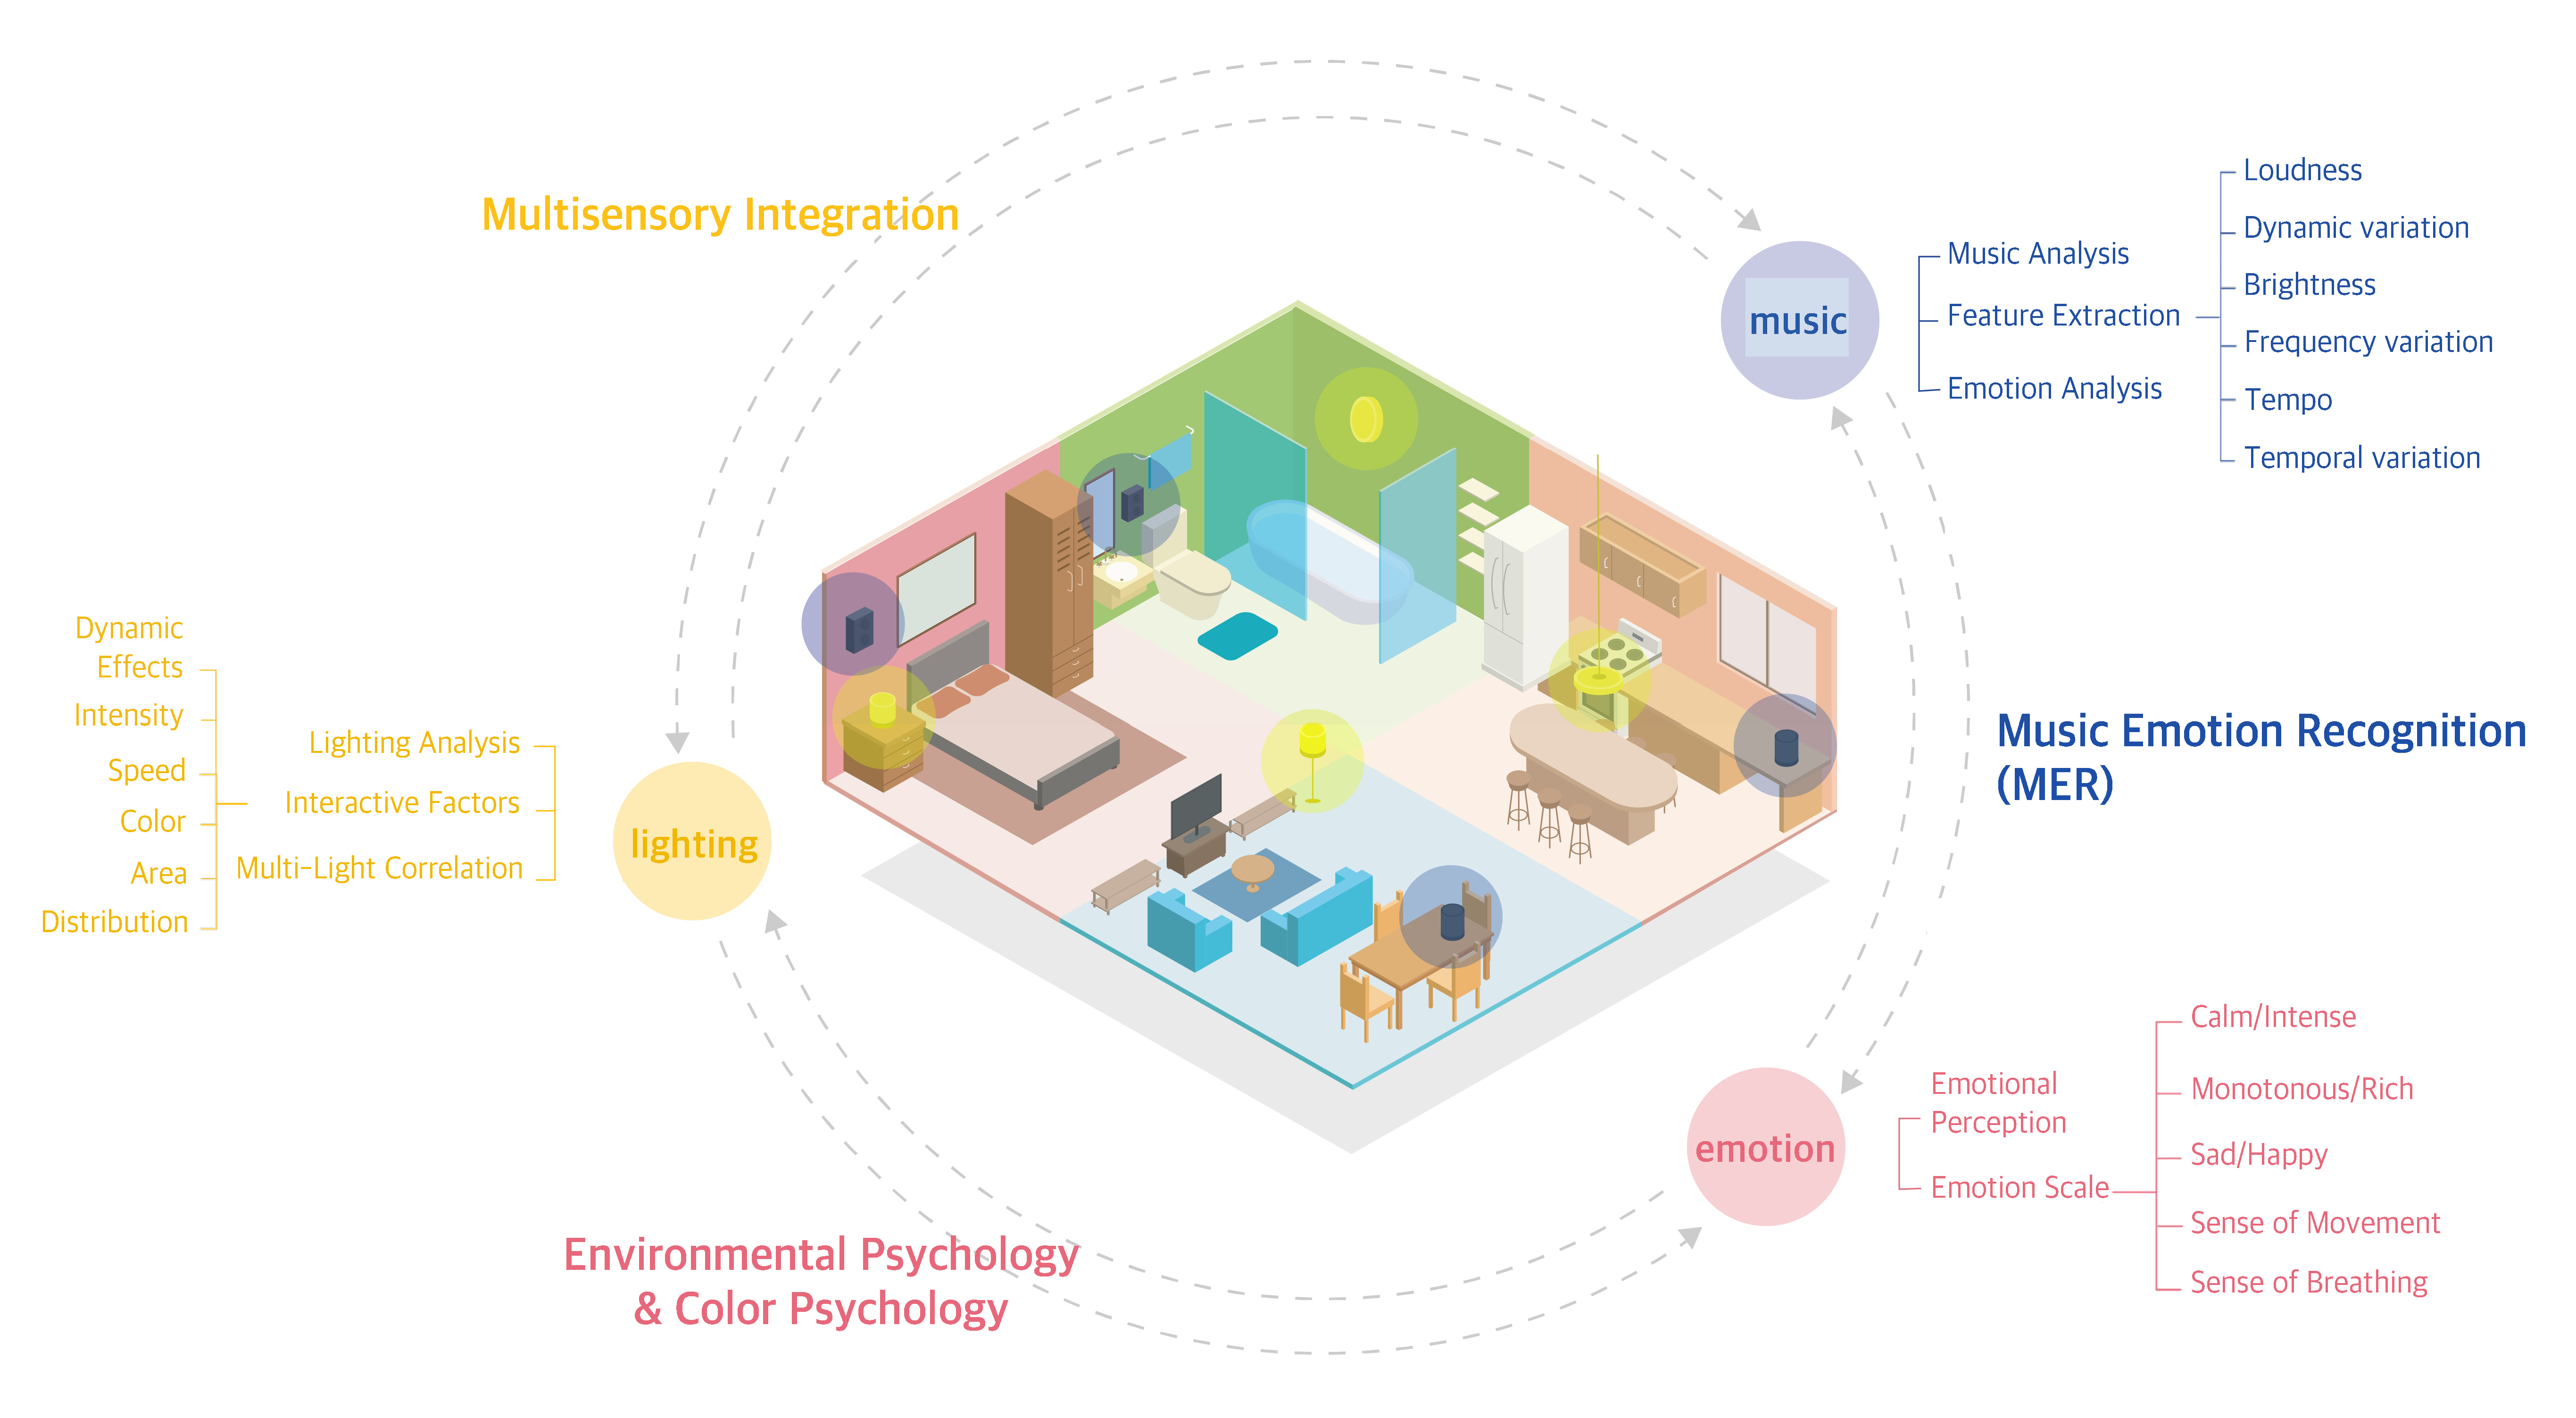 Multisensory Integration
music
Music Analysis
Feature Extraction
Emotion Analysis
Loudness
Dynamic variation
Brightness
Frequency variation
Tempo
Temporal variation
Dynamic
Effects
Intensity
Speed
Color
Area
Distribution
Lighting Analysis
Interactive Factors
Multi-Light Correlation
lighting
Music Emotion Recognition
(MER)
emotion
Emotional
Perception
Emotion Scale
Calm/Intense
Monotonous/Rich
Sad/Happy
Sense of Movement
Sense of Breathing
Environmental Psychology
& Color Psychology